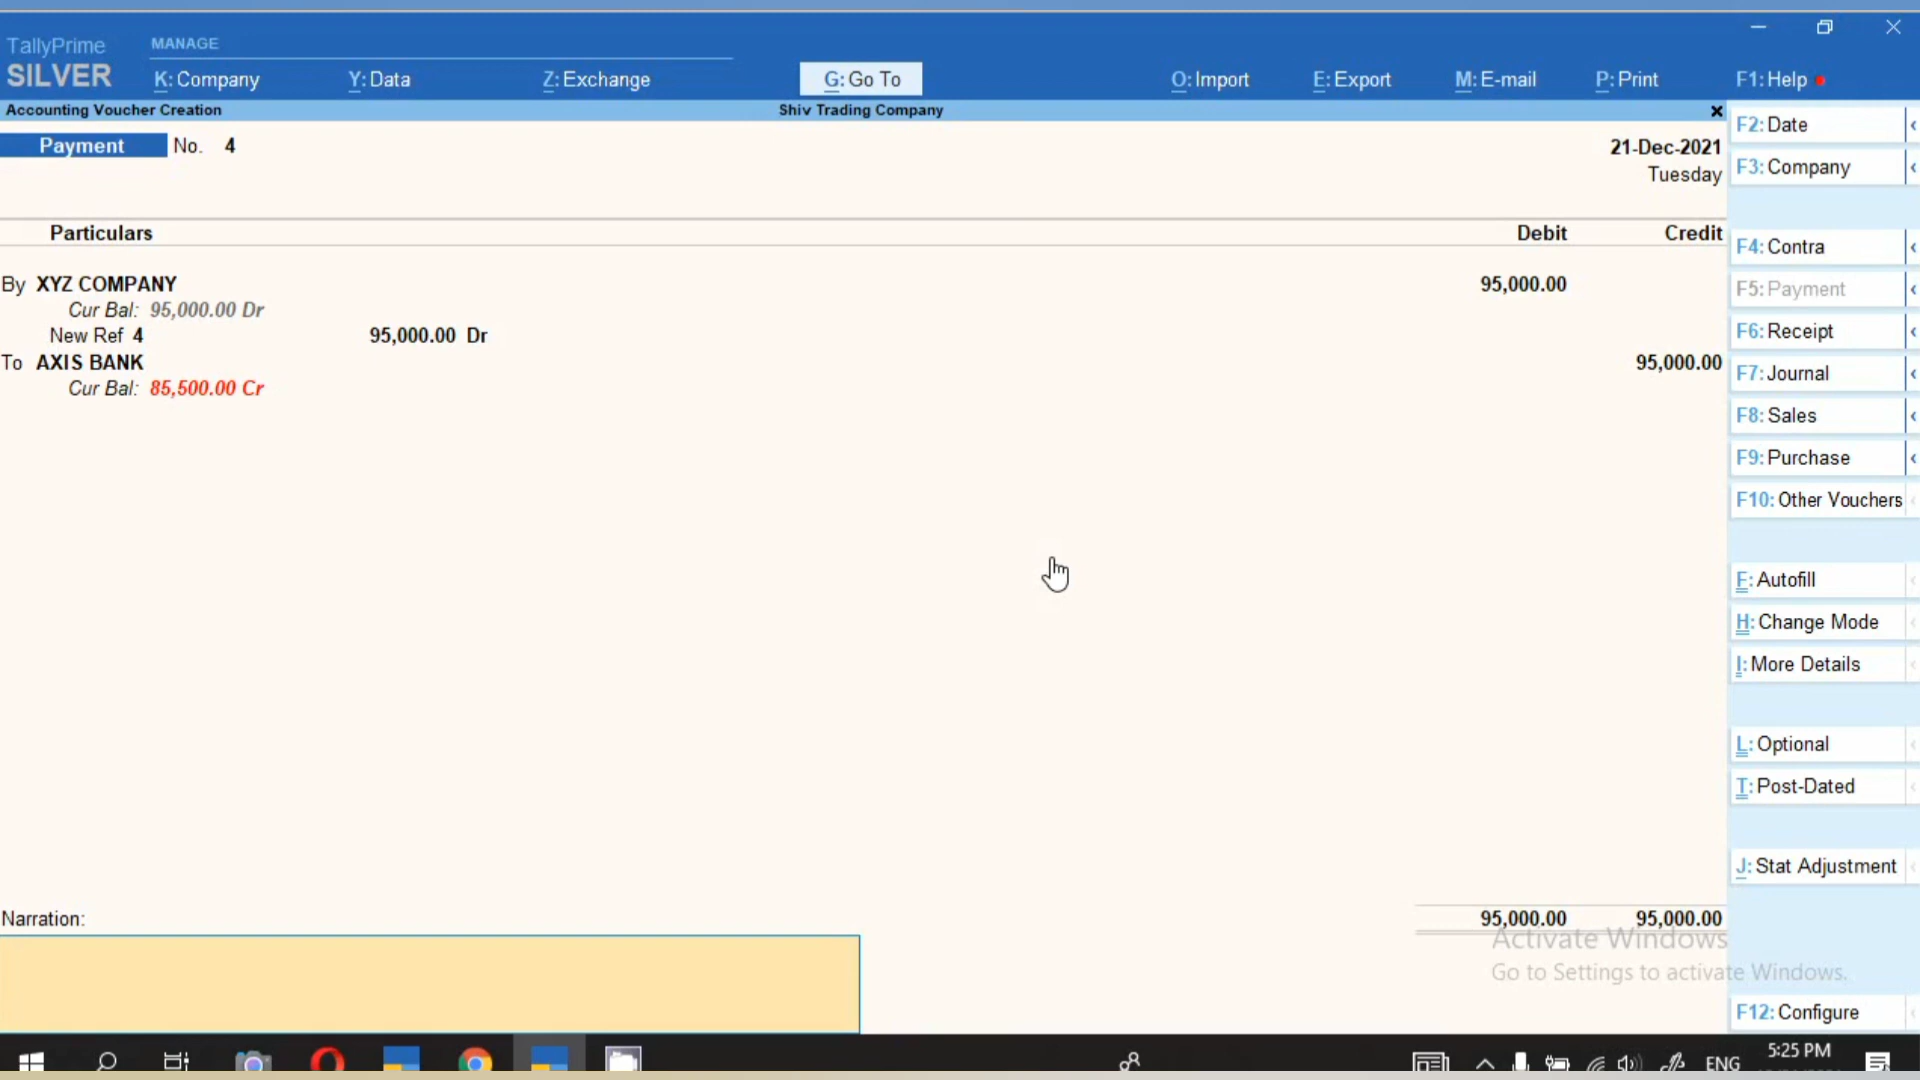 TallyPrime
SILVER
MANAGE
K: Company Y: Data Z: Exchange G: Go To O: Import E: Export M: E-mail P: Print F1: Help
Accounting Voucher Creation Shiv Trading Company
Payment No. 4 21-Dec-2021
Tuesday
Particulars Debit Credit
By XYZ COMPANY 95,000.00
Cur Bal: 95,000.00 Dr
New Ref 4 95,000.00 Dr
To AXIS BANK 95,000.00
Cur Bal: 85,500.00 Cr
Narration: 95,000.00 95,000.00
F2: Date
F3: Company
F4: Contra
F5: Payment
F6: Receipt
F7: Journal
F8: Sales
F9: Purchase
F10: Other Vouchers
F: Autofill
H: Change Mode
I: More Details
L: Optional
T: Post-Dated
J: Stat Adjustment
Activate Windows
Go to Settings to activate Windows.
F12: Configure
ENG 5:25 PM